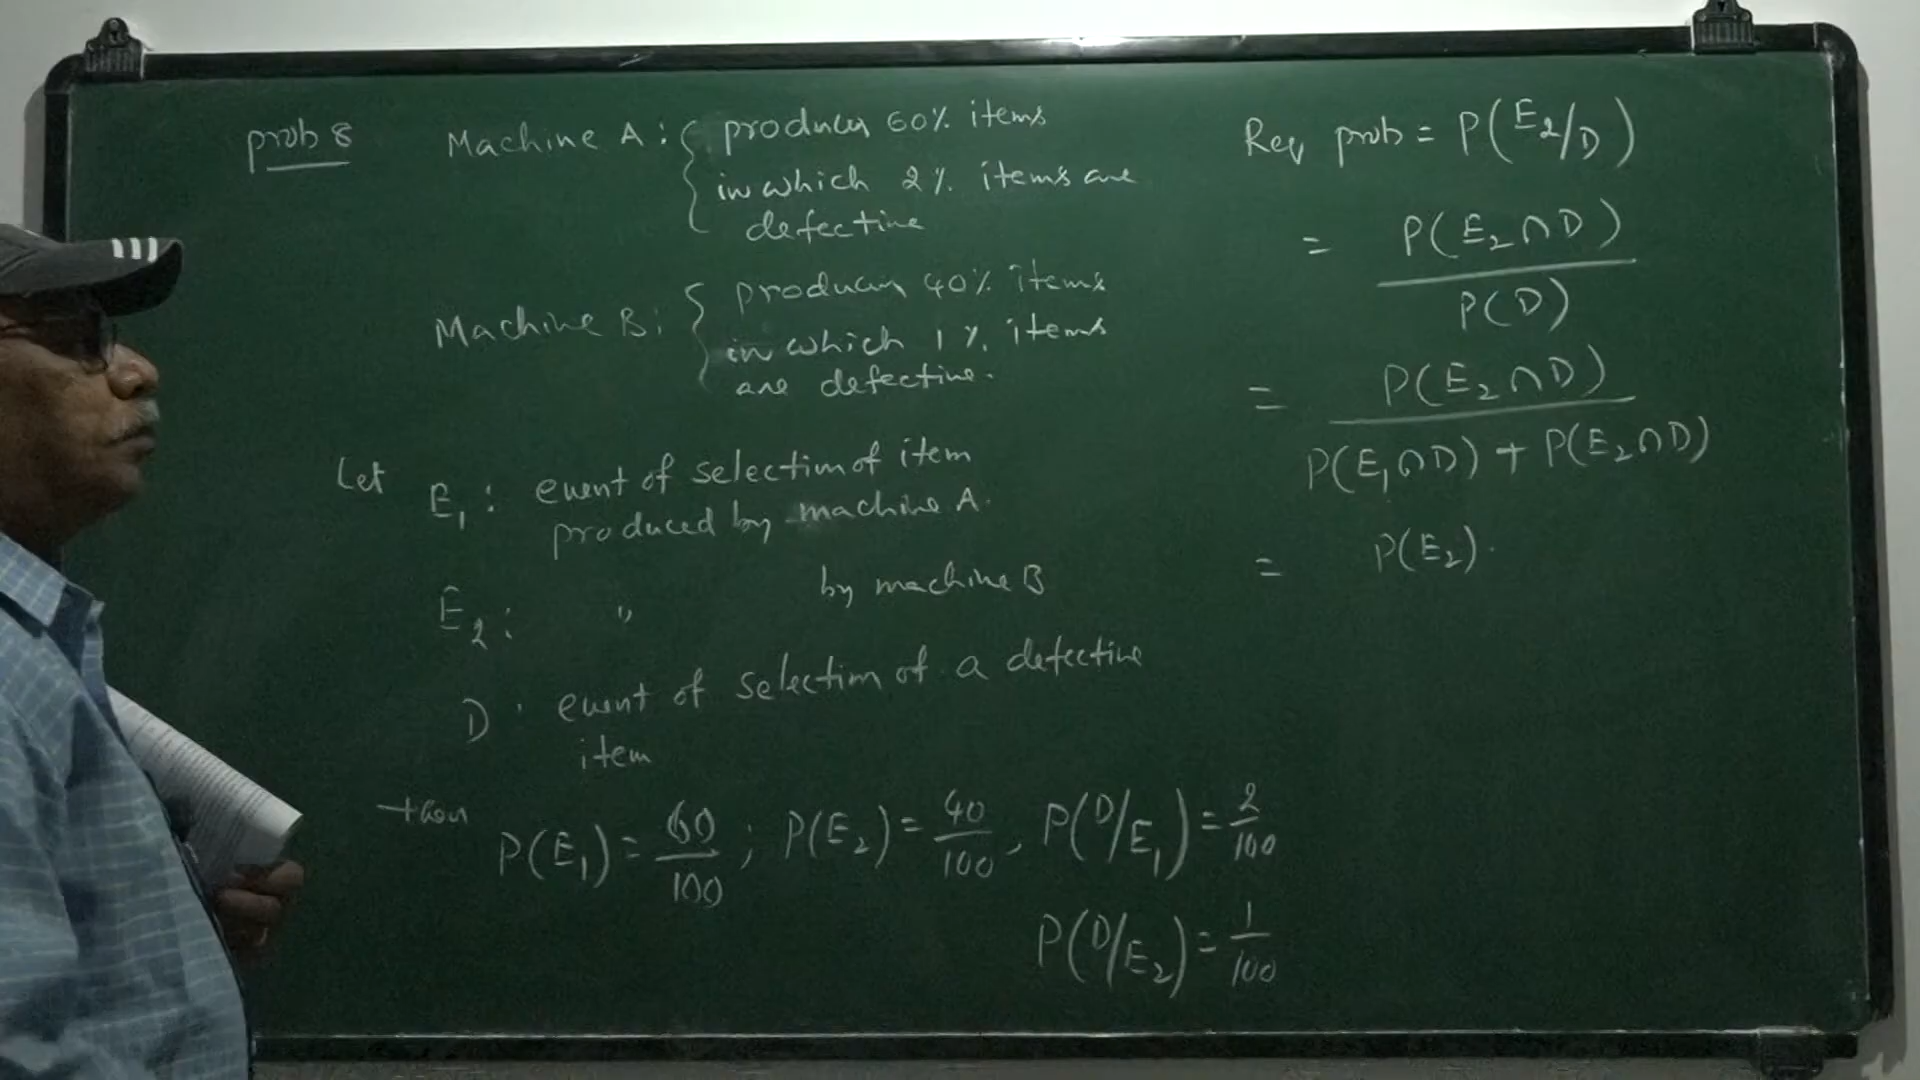 prob 8
Machine A : { produces 60% items
in which 2% items are
defective
Machine B : { produces 40% items
in which 1% items
are defective.
Let E₁ : event of selection of item
produced by machine A.
E₂ : " by machine B
D : event of selection of a defective
item
then P(E₁) = 60/100 ; P(E₂) = 40/100 , P(D/E₁) = 2/100
P(D/E₂) = 1/100
Req prob = P(E₂/D)
= P(E₂∩D) / P(D)
= P(E₂∩D) / P(E₁∩D) + P(E₂∩D)
= P(E₂).